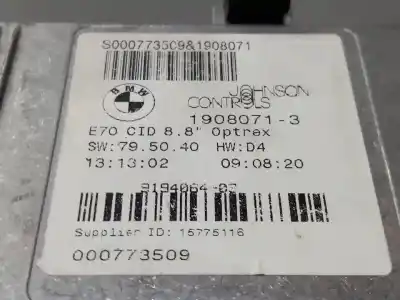 S000773509&1908071
BMW
JOHNSON
CONTROLS
1908071-3
E70 CID 8.8" Optrex
SW:79.50.40 HW:D4
13:13:02 09:08:20
9194064-02
Supplier ID: 15775116
000773509